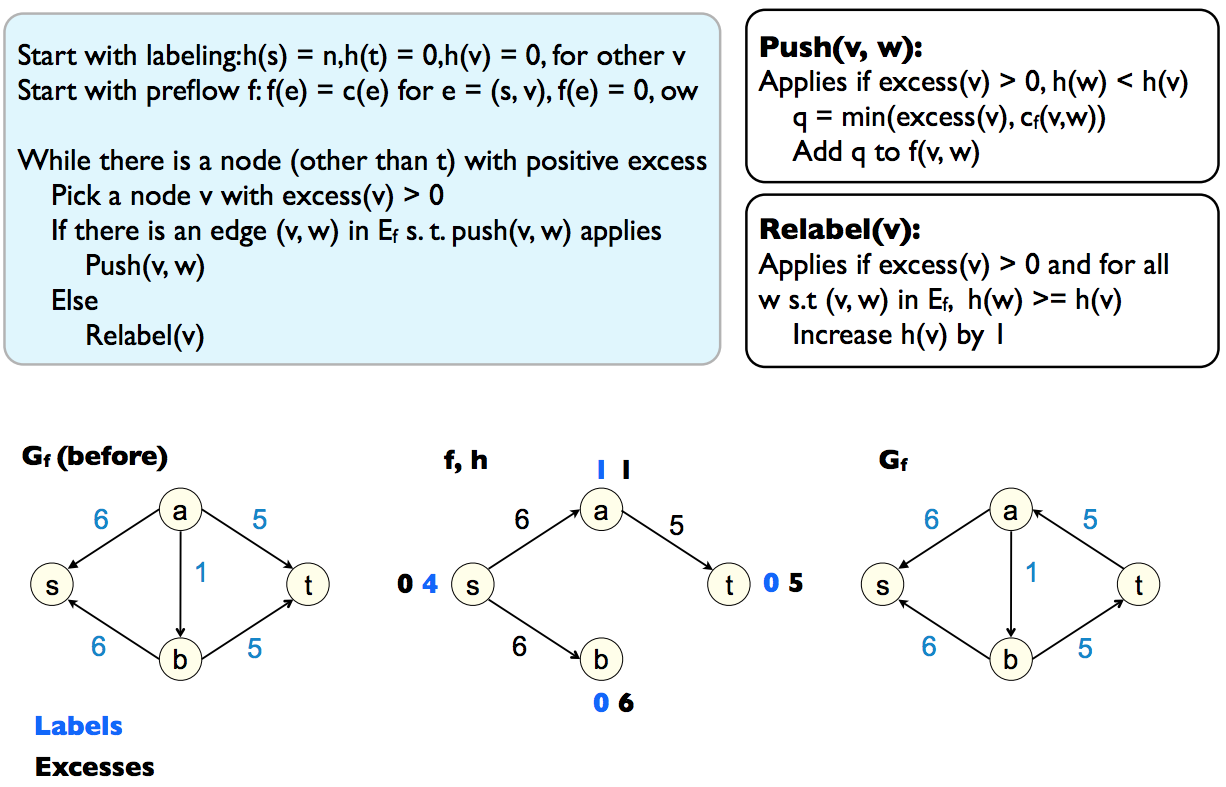 Start with labeling:h(s) = n,h(t) = 0,h(v) = 0, for other v
Start with preflow f: f(e) = c(e) for e = (s, v), f(e) = 0, ow
While there is a node (other than t) with positive excess
Pick a node v with excess(v) > 0
If there is an edge (v, w) in Ef s. t. push(v, w) applies
Push(v, w)
Else
Relabel(v)
Push(v, w):
Applies if excess(v) > 0, h(w) < h(v)
q = min(excess(v), cf(v,w))
Add q to f(v, w)
Relabel(v):
Applies if excess(v) > 0 and for all
w s.t (v, w) in Ef, h(w) >= h(v)
Increase h(v) by 1
Gf (before)
6
a
5
s
1
t
6
b
5
Labels
Excesses
f, h
1 1
6
a
5
0 4
s
t
0 5
6
b
0 6
Gf
6
a
5
s
1
t
6
b
5